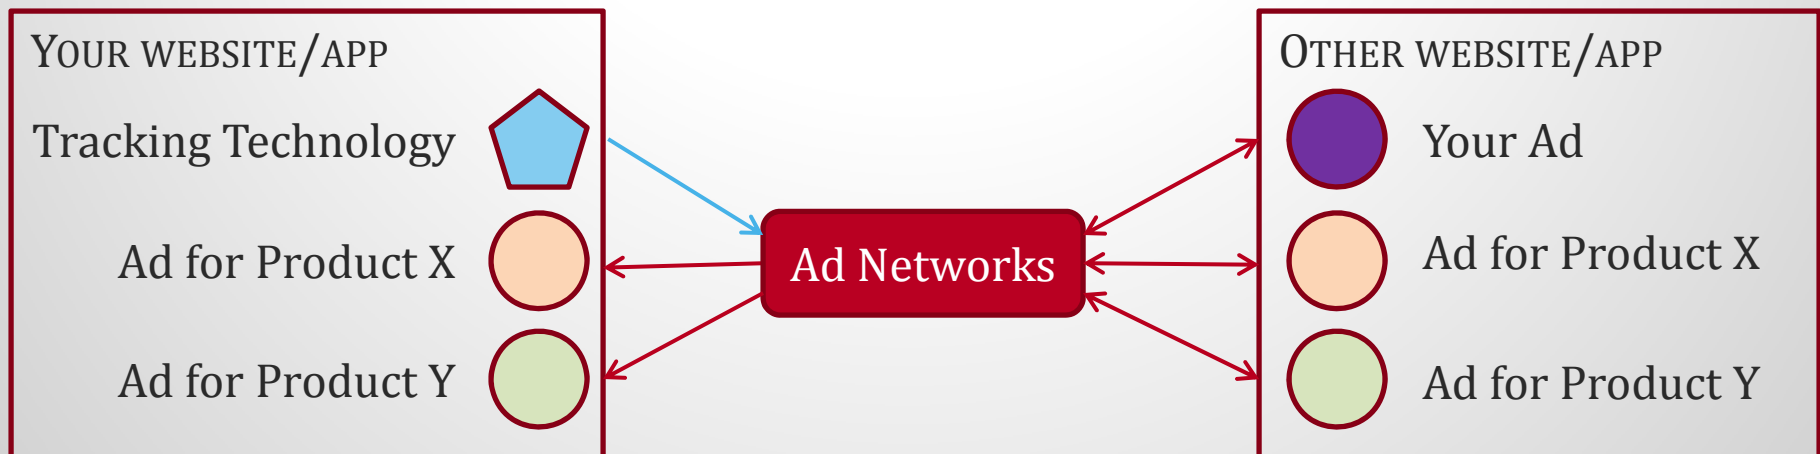 YOUR WEBSITE/APP
Tracking Technology
Ad for Product X
Ad for Product Y
Ad Networks
OTHER WEBSITE/APP
Your Ad
Ad for Product X
Ad for Product Y